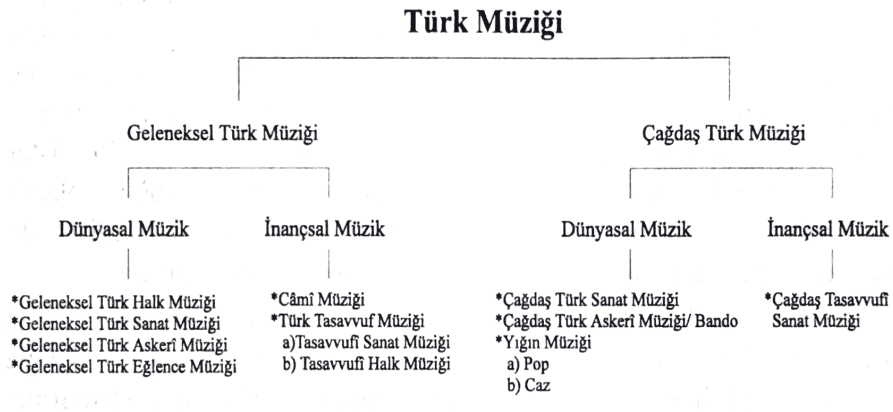 Türk Müziği
Geleneksel Türk Müziği
Çağdaş Türk Müziği
Dünyasal Müzik
İnançsal Müzik
Dünyasal Müzik
İnançsal Müzik
*Geleneksel Türk Halk Müziği
*Geleneksel Türk Sanat Müziği
*Geleneksel Türk Askerî Müziği
*Geleneksel Türk Eğlence Müziği
*Câmî Müziği
*Türk Tasavvuf Müziği
a)Tasavvufî Sanat Müziği
b) Tasavvufî Halk Müziği
*Çağdaş Türk Sanat Müziği
*Çağdaş Türk Askerî Müziği/ Bando
*Yığın Müziği
a) Pop
b) Caz
*Çağdaş Tasavvufî
Sanat Müziği